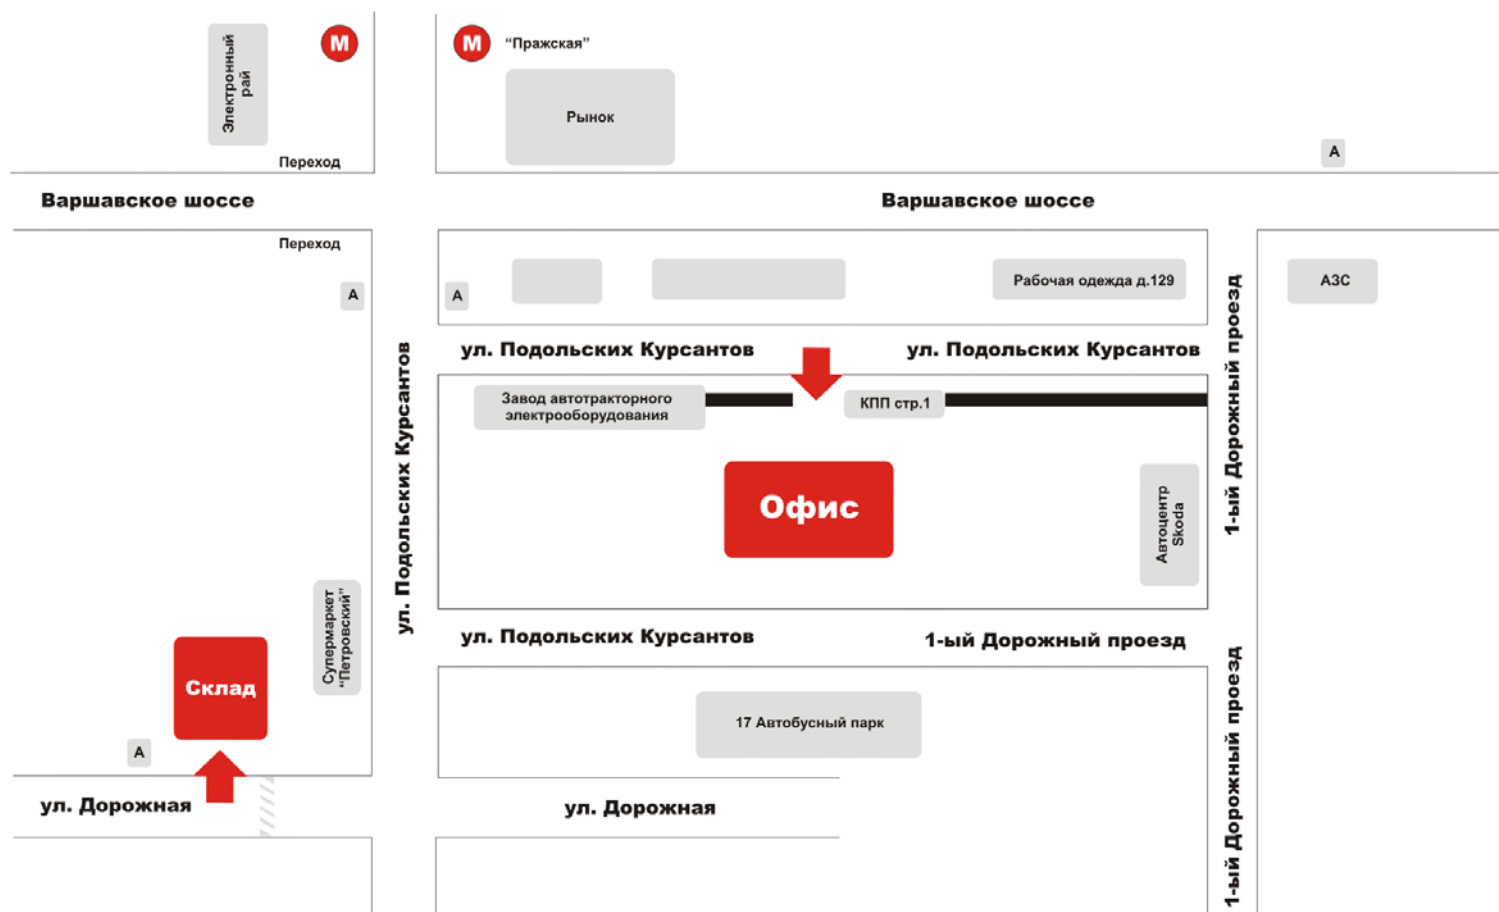 Электронный
рай
М
М
“Пражская”
Рынок
Переход
А
Варшавское шоссе
Варшавское шоссе
Переход
А
А
Рабочая одежда д.129
АЗС
ул. Подольских Курсантов
ул. Подольских Курсантов
1-ый Дорожный проезд
ул. Подольских Курсантов
Завод автотракторного
электрооборудования
КПП стр.1
Офис
Автоцентр
Skoda
Супермаркет
“Петровский”
ул. Подольских Курсантов
1-ый Дорожный проезд
Склад
17 Автобусный парк
1-ый Дорожный проезд
А
ул. Дорожная
ул. Дорожная